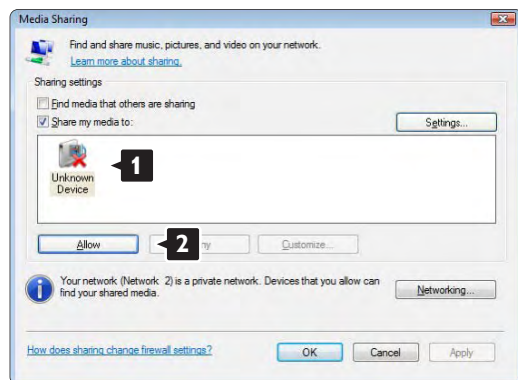 Media Sharing
Find and share music, pictures, and video on your network.
Learn more about sharing.
Sharing settings
Find media that others are sharing
Share my media to:
Settings...
Unknown
Device
1
Allow
2
Customize...
Your network (Network 2) is a private network. Devices that you allow can
find your shared media.
Networking...
How does sharing change firewall settings?
OK
Cancel
Apply